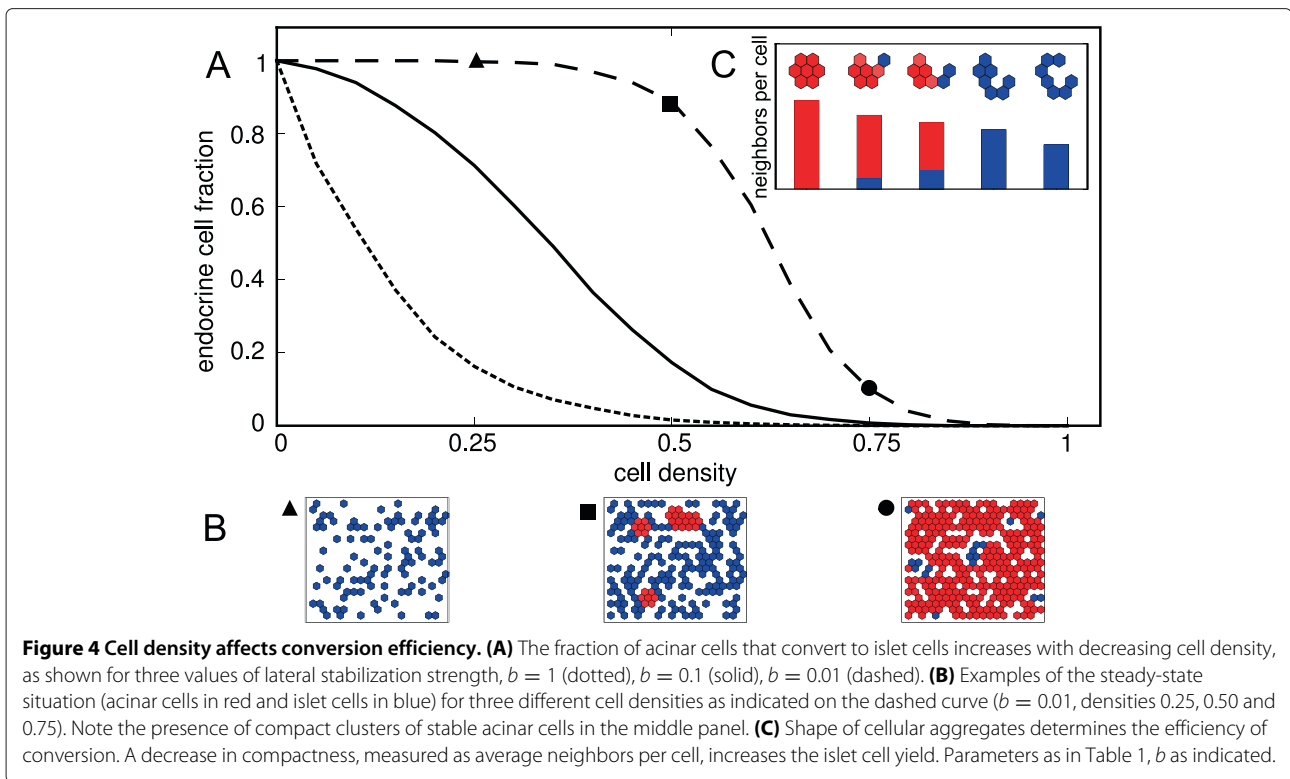 A
C
endocrine cell fraction
1
0.8
0.6
0.4
0.2
0
0
0.25
0.5
0.75
1
cell density
neighbors per cell
B
Figure 4 Cell density affects conversion efficiency. (A) The fraction of acinar cells that convert to islet cells increases with decreasing cell density,
as shown for three values of lateral stabilization strength, b = 1 (dotted), b = 0.1 (solid), b = 0.01 (dashed). (B) Examples of the steady-state
situation (acinar cells in red and islet cells in blue) for three different cell densities as indicated on the dashed curve (b = 0.01, densities 0.25, 0.50 and
0.75). Note the presence of compact clusters of stable acinar cells in the middle panel. (C) Shape of cellular aggregates determines the efficiency of
conversion. A decrease in compactness, measured as average neighbors per cell, increases the islet cell yield. Parameters as in Table 1, b as indicated.